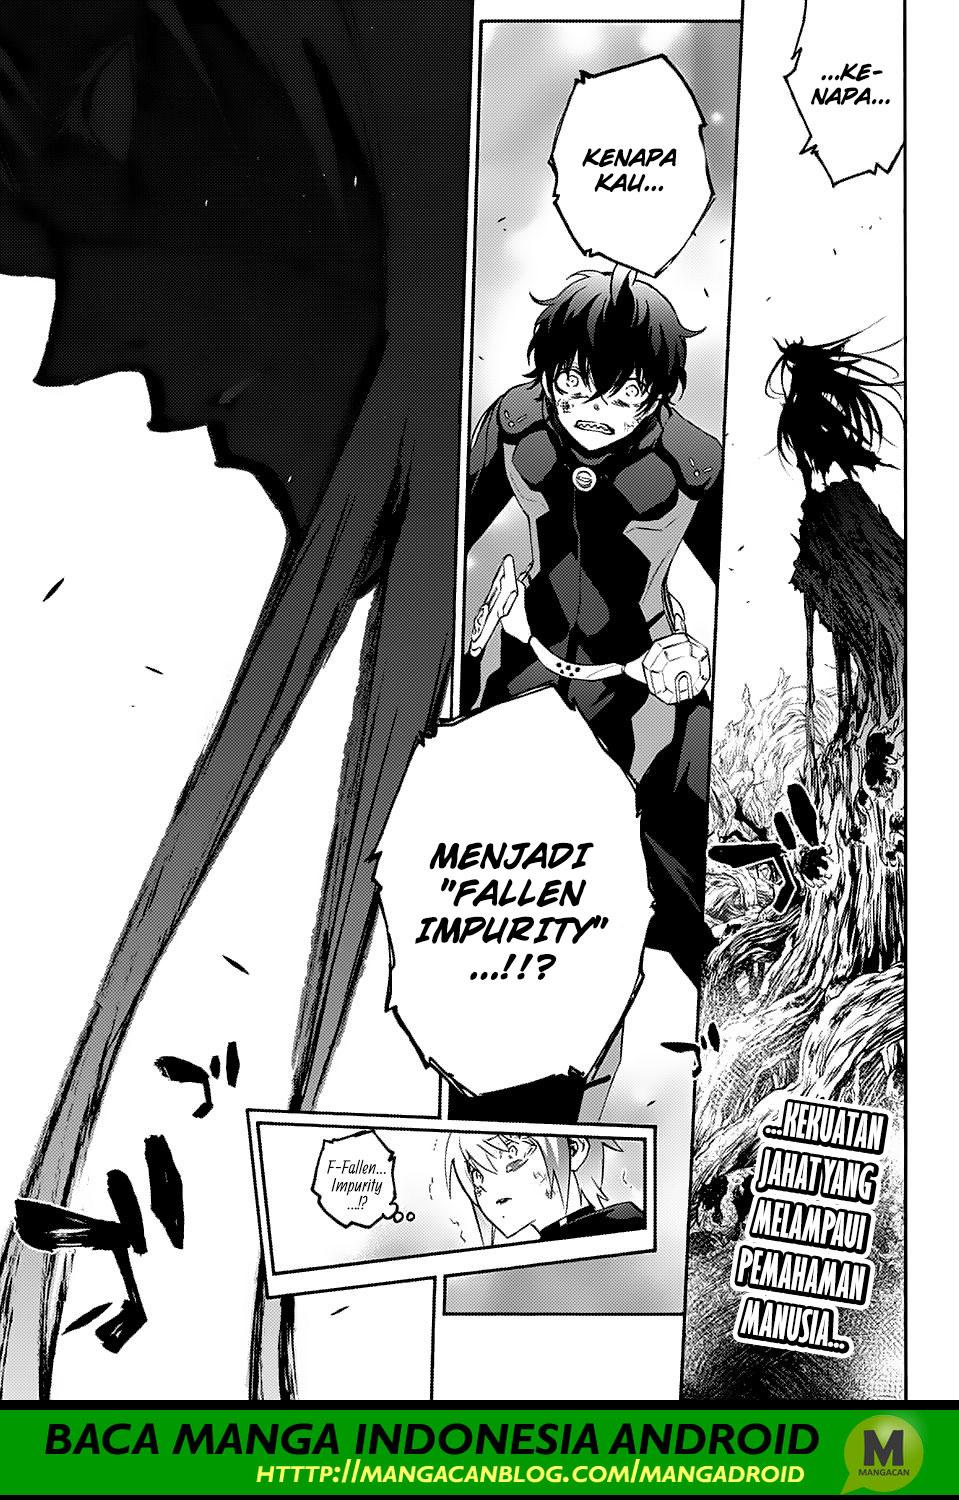 ...KE-
NAPA...
KENAPA
KAU...
MENJADI
"FALLEN
IMPURITY"
...!!?
F-Fallen...
Impurity
...!?
...KEKUATAN
JAHAT YANG
MELAMPAUI
PEMAHAMAN
MANUSIA...
BACA MANGA INDONESIA ANDROID
HTTTP://MANGACANBLOG.COM/MANGADROID
M
MANGACAN